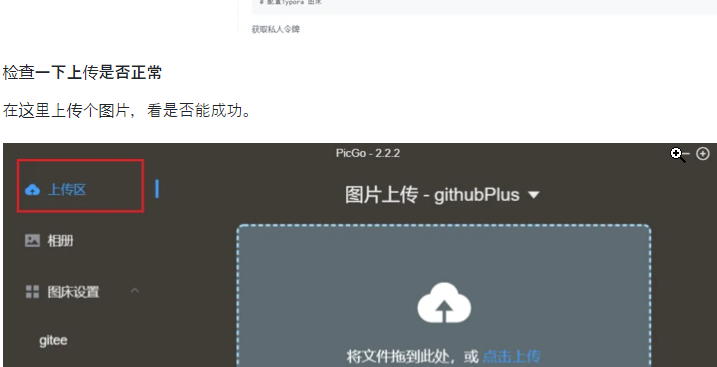 # 配置Typora 图床
获取私人令牌
检查一下上传是否正常
在这里上传个图片，看是否能成功。
PicGo - 2.2.2
上传区
图片上传 - githubPlus
相册
图床设置
gitee
将文件拖到此处，或 点击上传